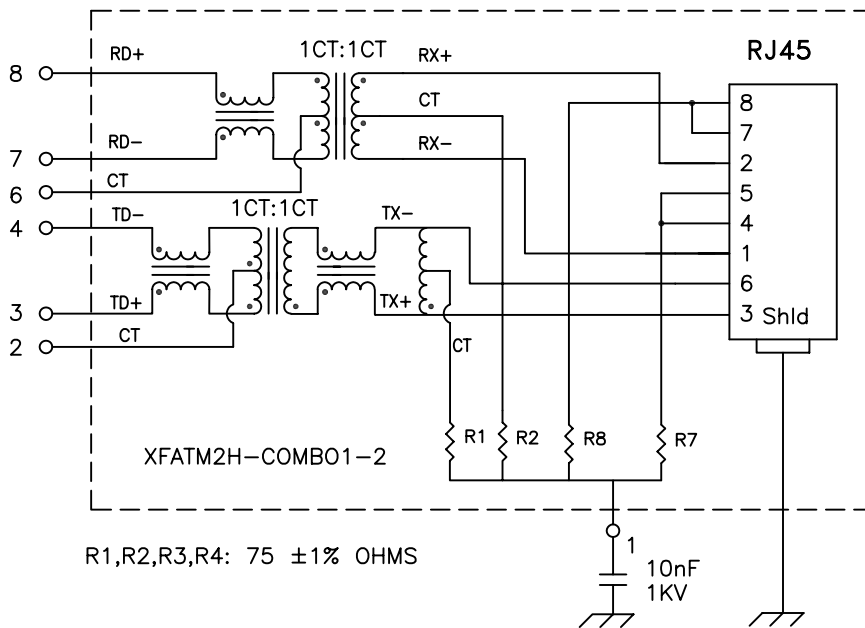 1CT:1CT
RJ45
8 RD+ RX+ 8
CT 7
7 RD- RX- 2
6 CT 5
1CT:1CT
4 TD- TX- 4
1
6
3 TD+ TX+ 3 Shld
2 CT CT
R1 R2 R8 R7
XFATM2H-COMBO1-2
1
R1,R2,R3,R4: 75 ±1% OHMS
10nF
1KV